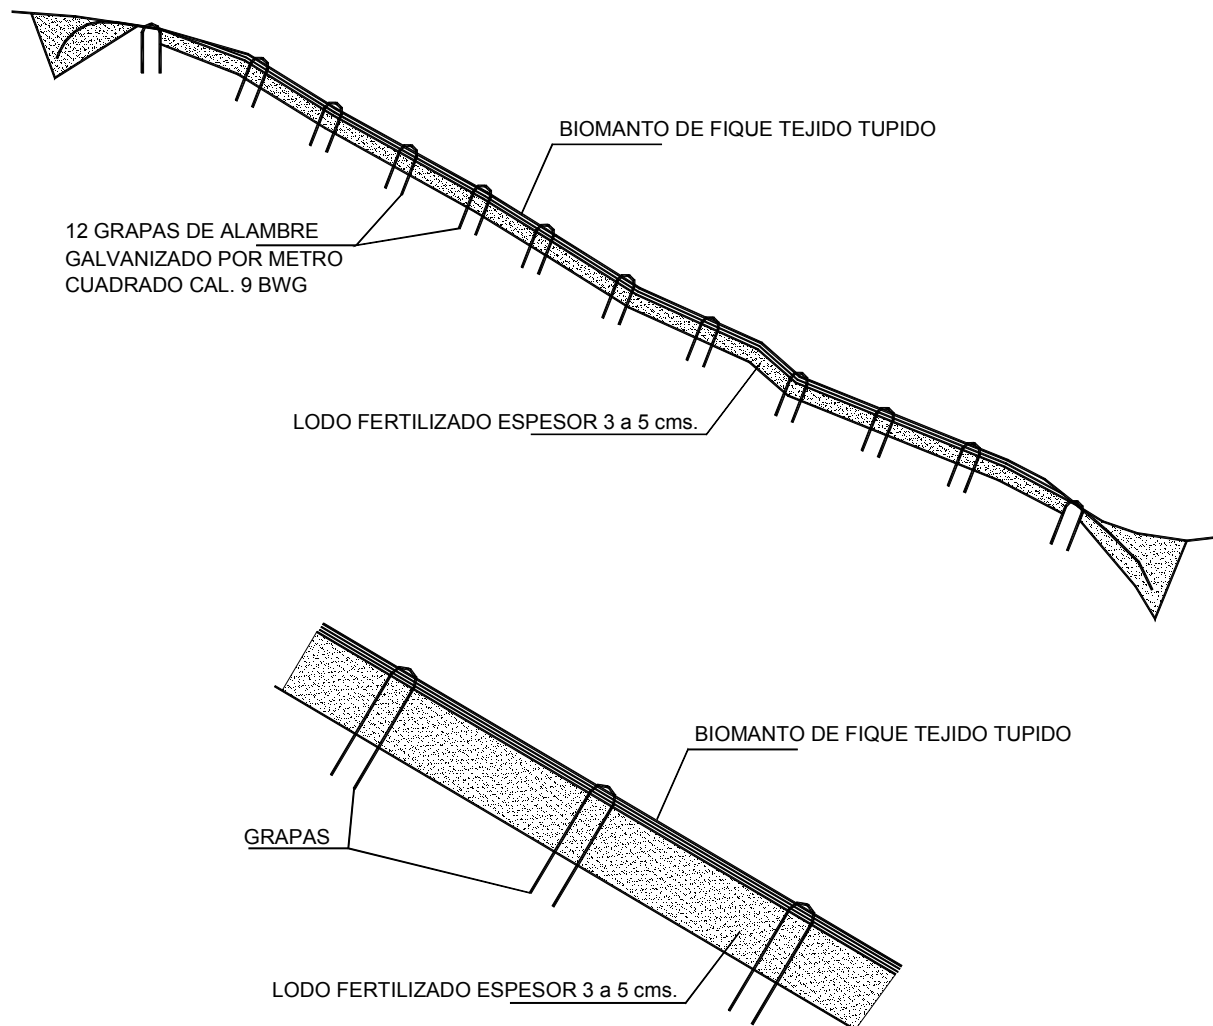 BIOMANTO DE FIQUE TEJIDO TUPIDO
12 GRAPAS DE ALAMBRE
GALVANIZADO POR METRO
CUADRADO CAL. 9 BWG
LODO FERTILIZADO ESPESOR 3 a 5 cms.
BIOMANTO DE FIQUE TEJIDO TUPIDO
GRAPAS
LODO FERTILIZADO ESPESOR 3 a 5 cms.